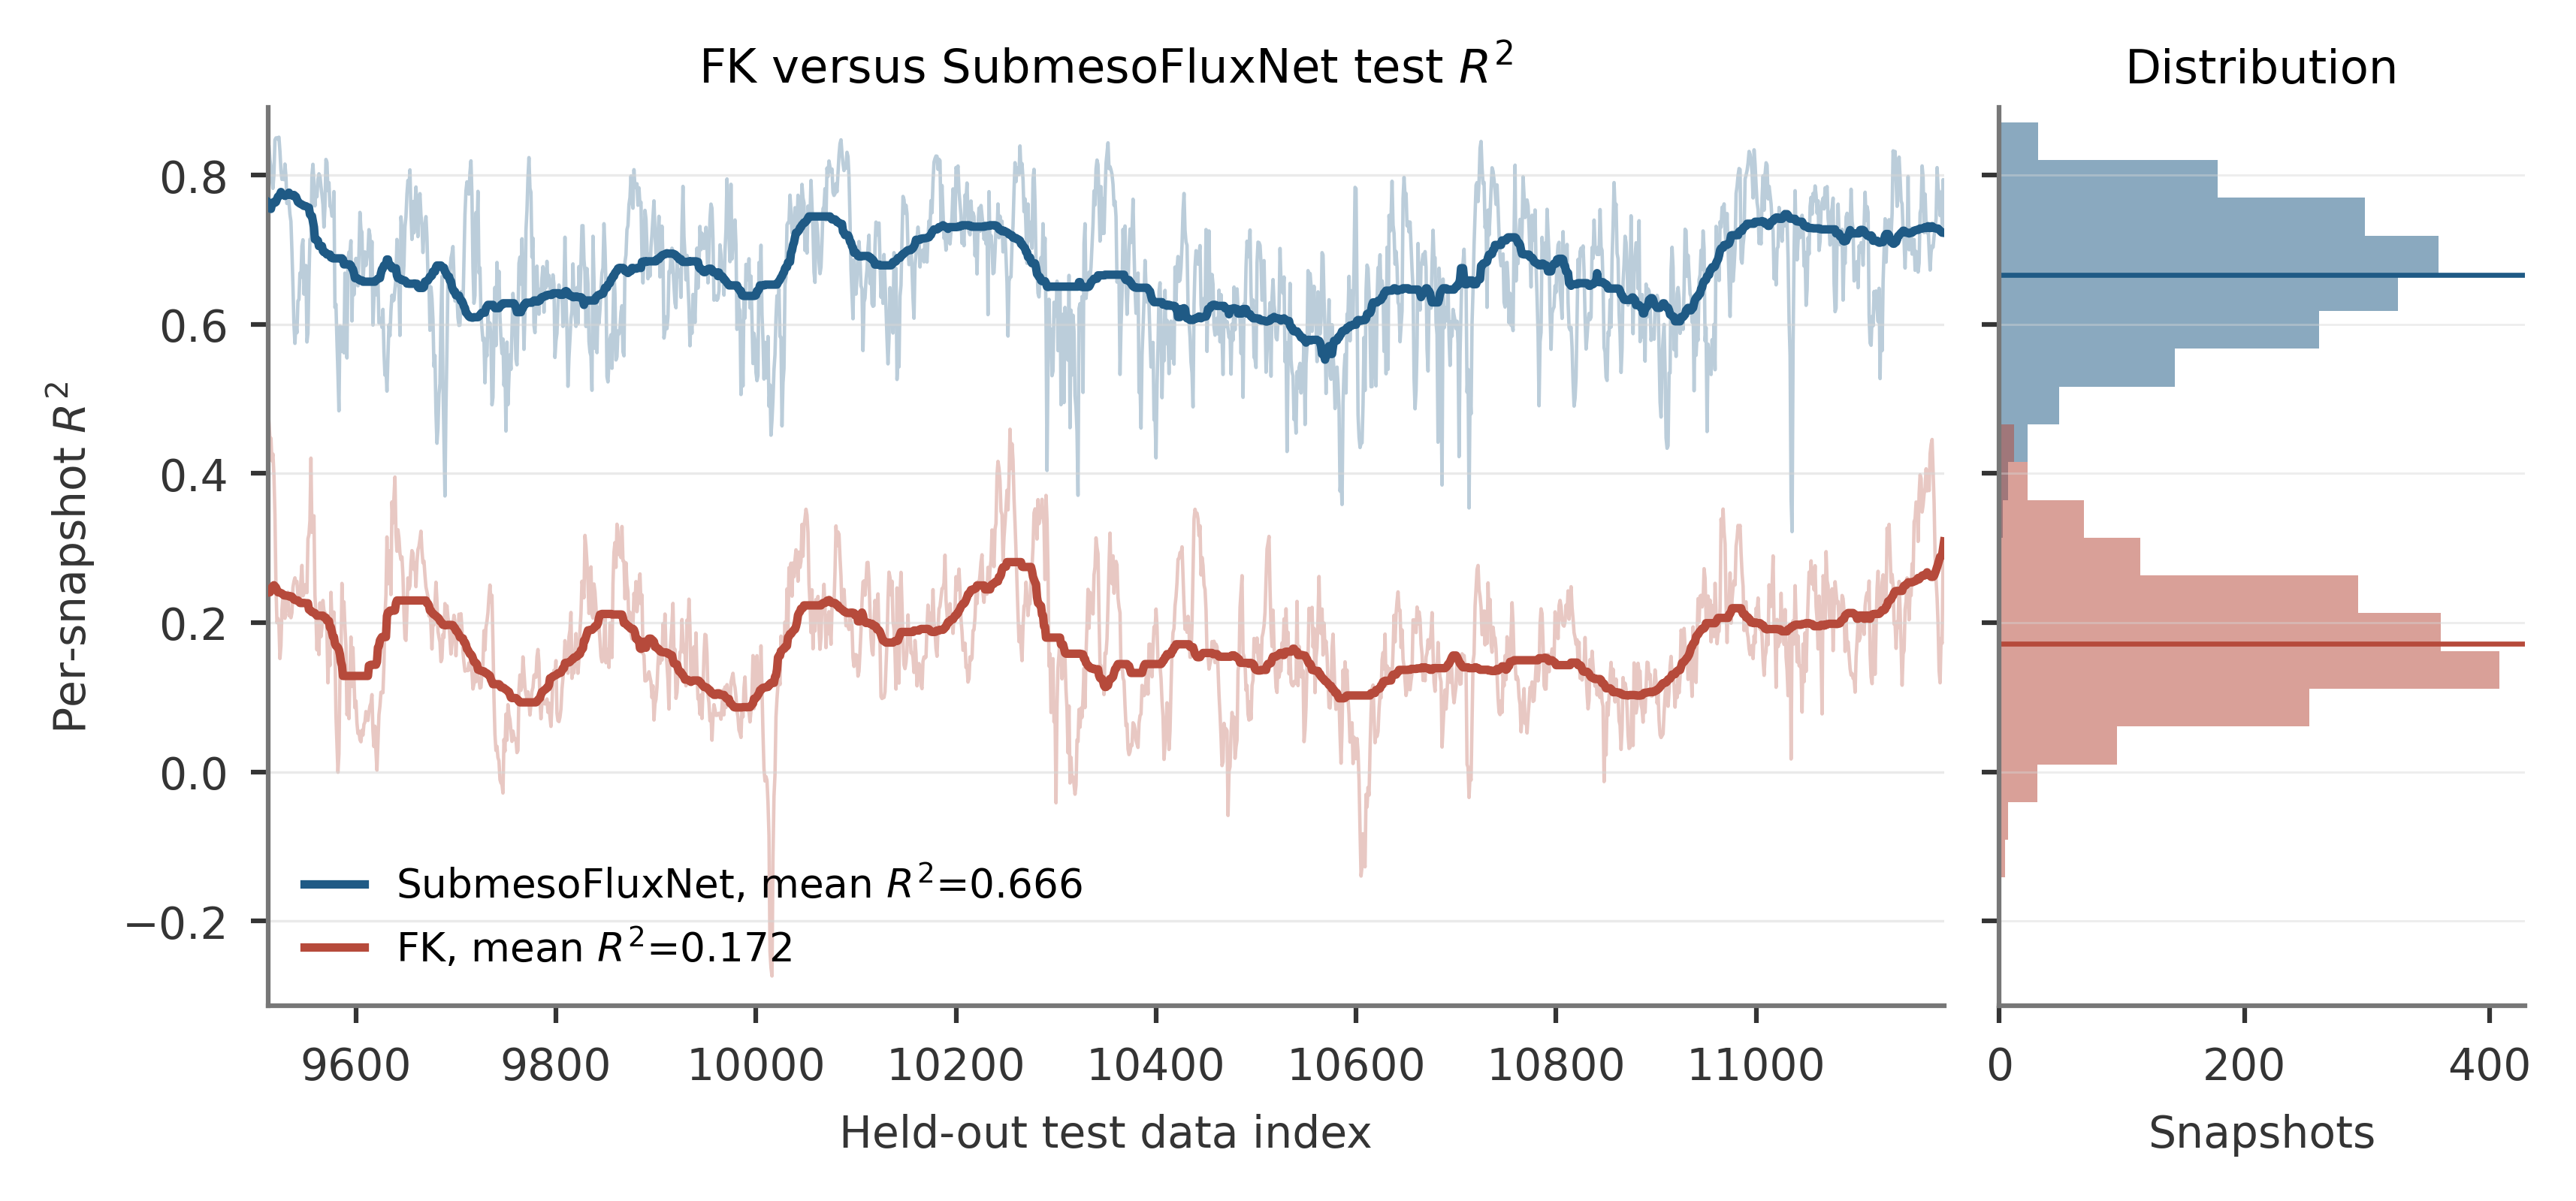 FK versus SubmesoFluxNet test R²
Distribution
Per-snapshot R²
0.8
0.6
0.4
0.2
0.0
−0.2
SubmesoFluxNet, mean R²=0.666
FK, mean R²=0.172
9600 9800 10000 10200 10400 10600 10800 11000
0 200 400
Held-out test data index
Snapshots